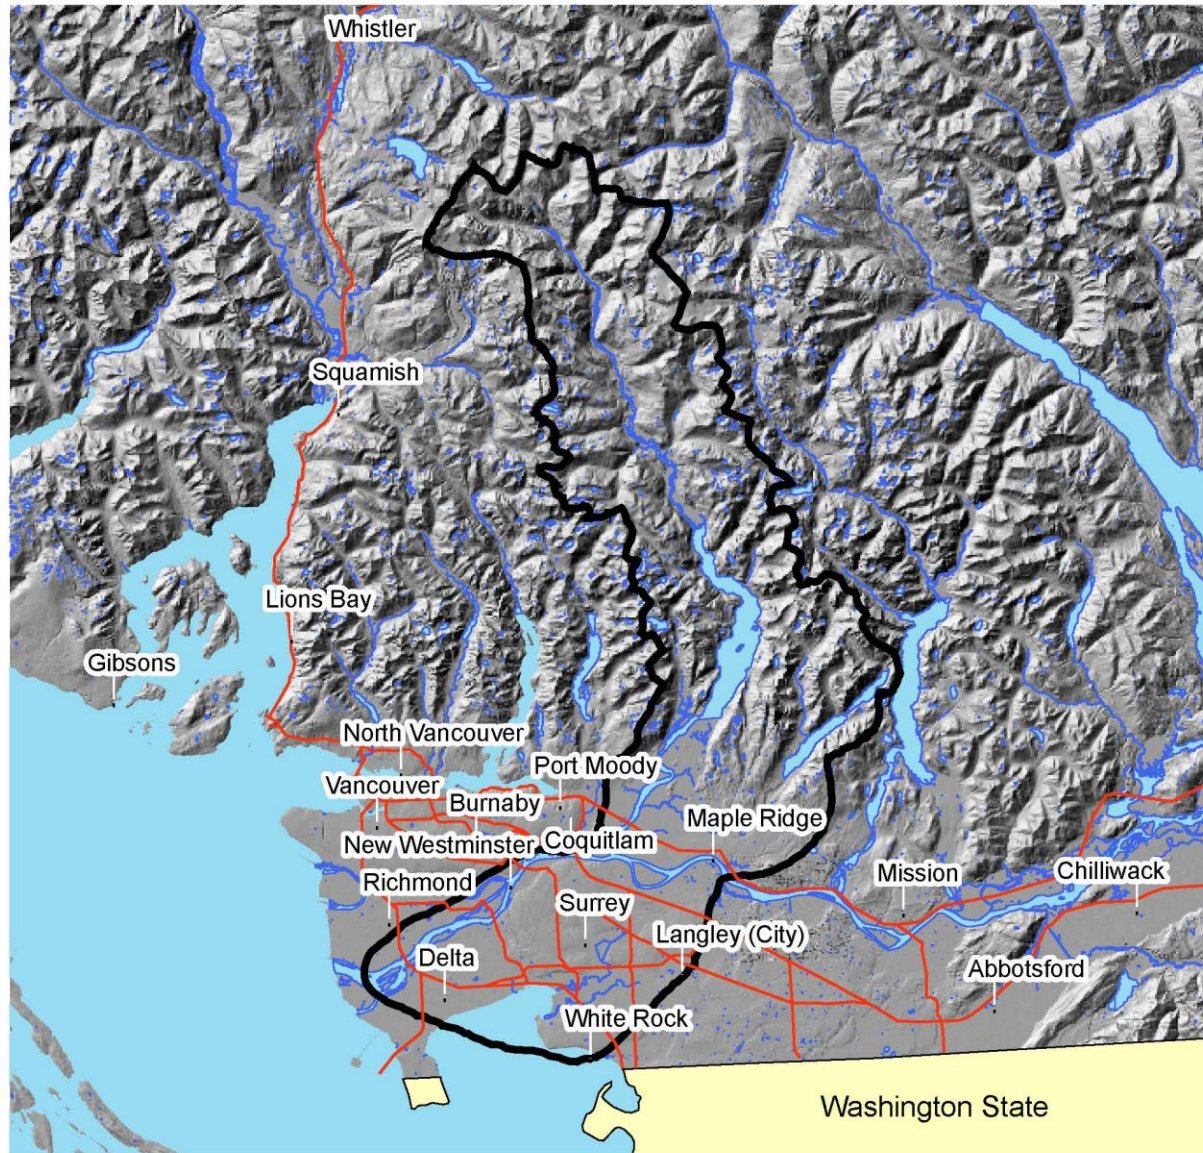 Whistler
Squamish
Lions Bay
Gibsons
North Vancouver
Port Moody
Vancouver
Burnaby
Maple Ridge
New Westminster
Coquitlam
Mission
Chilliwack
Richmond
Surrey
Langley (City)
Delta
Abbotsford
White Rock
Washington State